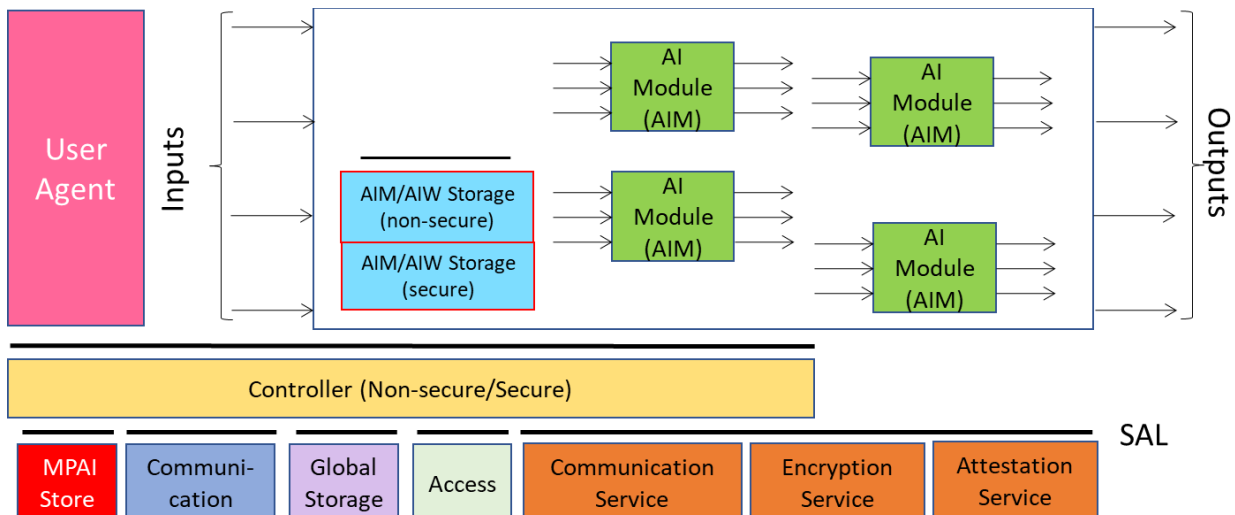 User
Agent
Inputs
AI
Module
(AIM)
AI
Module
(AIM)
AIM/AIW Storage
(non-secure)
AIM/AIW Storage
(secure)
AI
Module
(AIM)
AI
Module
(AIM)
Outputs
Controller (Non-secure/Secure)
SAL
MPAI
Store
Communi-
cation
Global
Storage
Access
Communication
Service
Encryption
Service
Attestation
Service